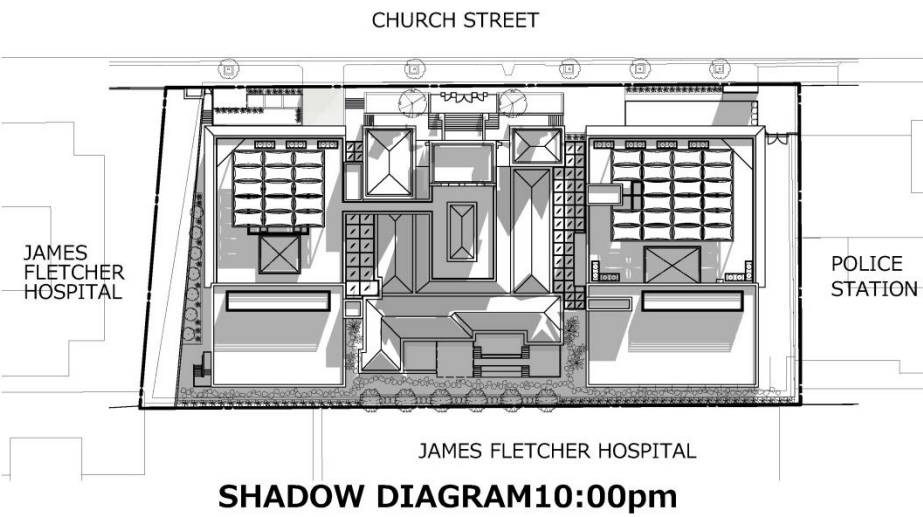 CHURCH STREET
JAMES
FLETCHER
HOSPITAL
POLICE
STATION
JAMES FLETCHER HOSPITAL
SHADOW DIAGRAM10:00pm